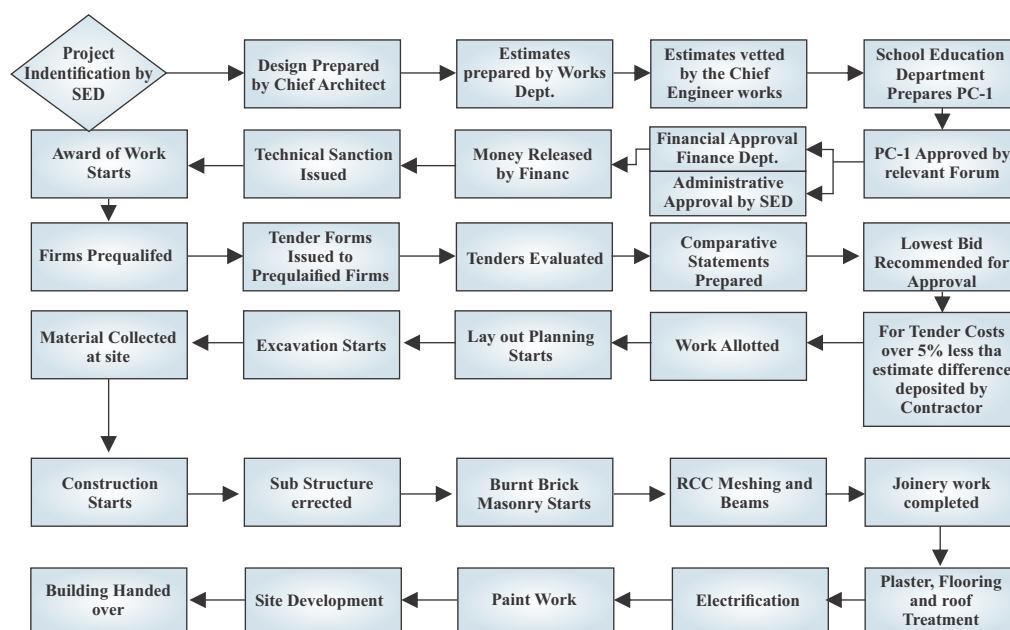 Project
Indentification by
SED
Design Prepared
by Chief Architect
Estimates
prepared by Works
Dept.
Estimates vetted
by the Chief
Engineer works
School Education
Department
Prepares PC-1
PC-1 Approved by
relevant Forum
Financial Approval
Finance Dept.
Administrative
Approval by SED
Money Released
by Financ
Technical Sanction
Issued
Award of Work
Starts
Firms Prequalifed
Tender Forms
Issued to
Prequlaified Firms
Tenders Evaluated
Comparative
Statements
Prepared
Lowest Bid
Recommended for
Approval
For Tender Costs
over 5% less tha
estimate difference
deposited by
Contractor
Work Allotted
Lay out Planning
Starts
Excavation Starts
Material Collected
at site
Construction
Starts
Sub Structure
errected
Burnt Brick
Masonry Starts
RCC Meshing and
Beams
Joinery work
completed
Plaster, Flooring
and roof
Treatment
Electrification
Paint Work
Site Development
Building Handed
over